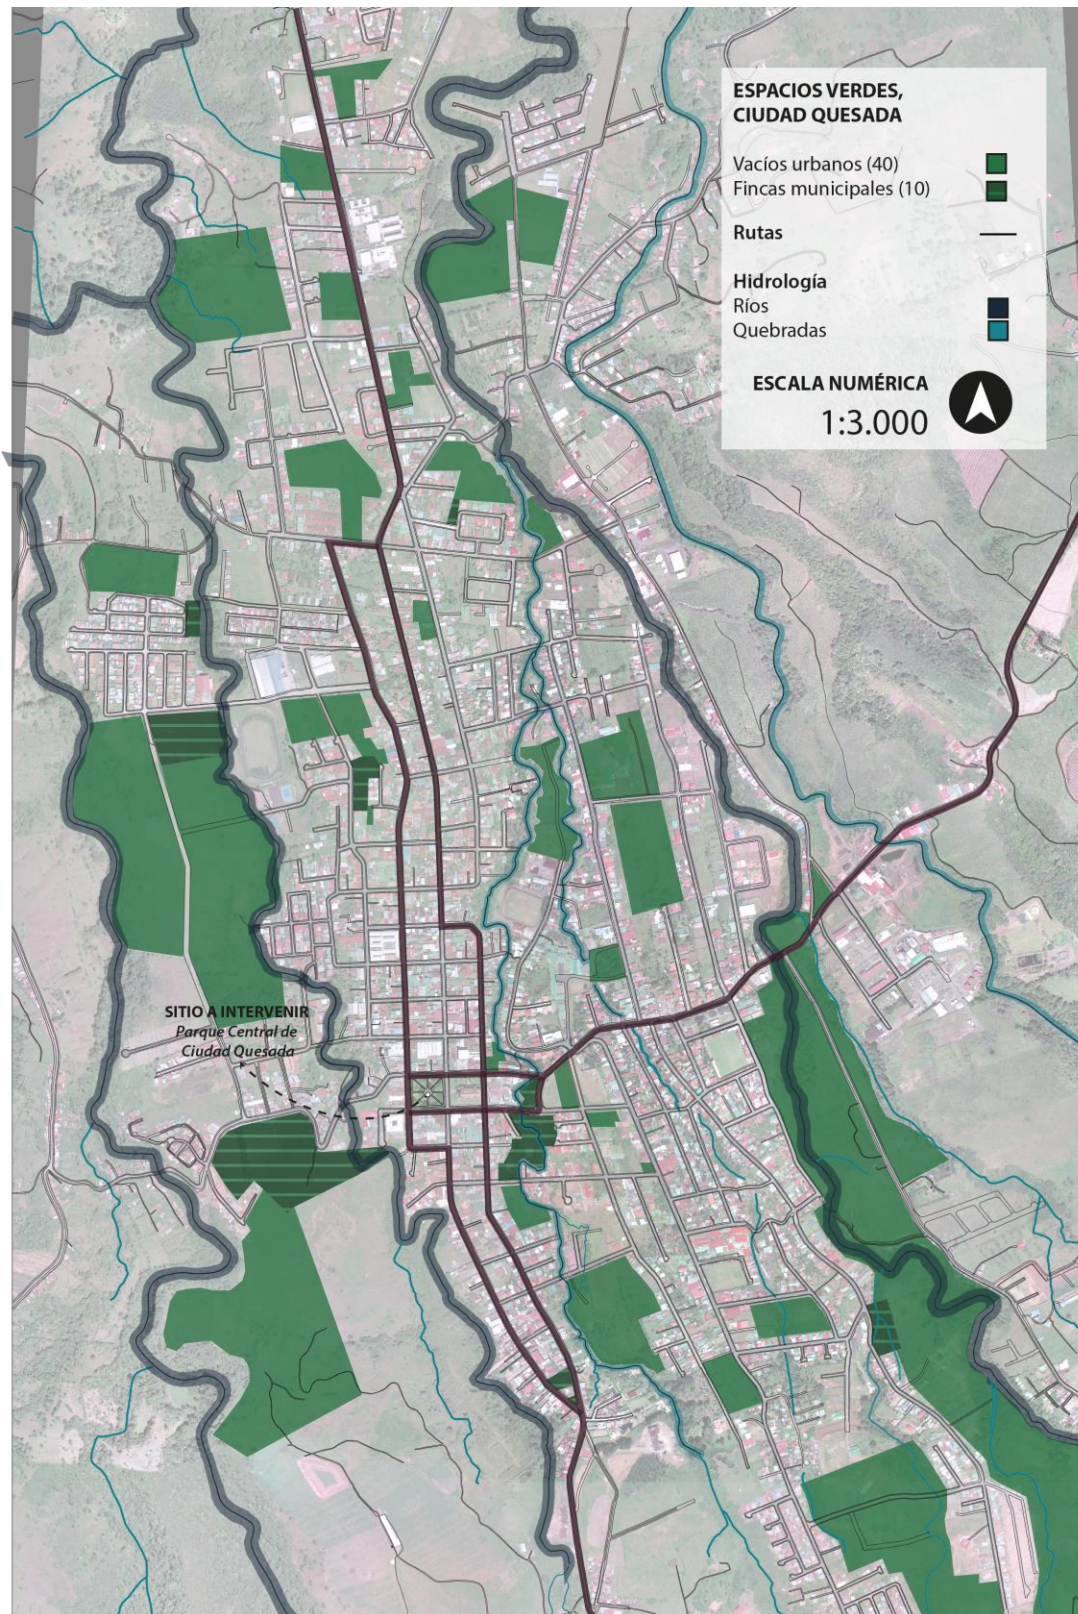 ESPACIOS VERDES,
CIUDAD QUESADA
Vacíos urbanos (40)
Fincas municipales (10)
Rutas
Hidrología
Ríos
Quebradas
ESCALA NUMÉRICA
1:3.000
SITIO A INTERVENIR
Parque Central de
Ciudad Quesada